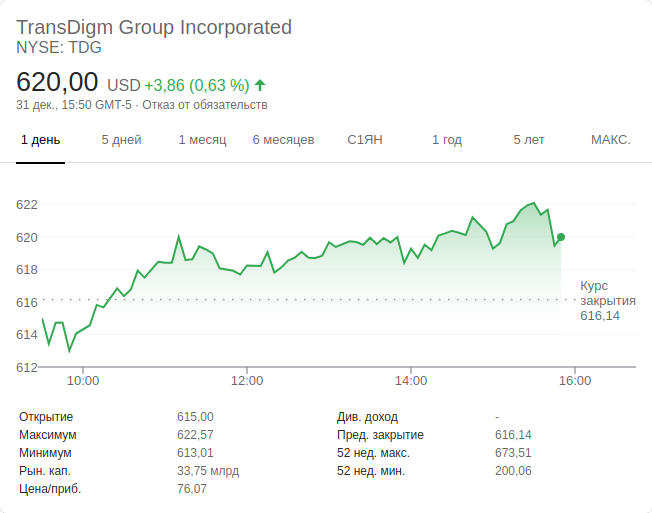 TransDigm Group Incorporated
NYSE: TDG
620,00 USD +3,86 (0,63 %)
31 дек., 15:50 GMT-5 · Отказ от обязательств
1 день 5 дней 1 месяц 6 месяцев С1ЯН 1 год 5 лет МАКС.
622
620
618
616
614
612
Курс
закрытия
616,14
10:00 12:00 14:00 16:00
Открытие 615,00 Див. доход -
Максимум 622,57 Пред. закрытие 616,14
Минимум 613,01 52 нед. макс. 673,51
Рын. кап. 33,75 млрд 52 нед. мин. 200,06
Цена/приб. 76,07